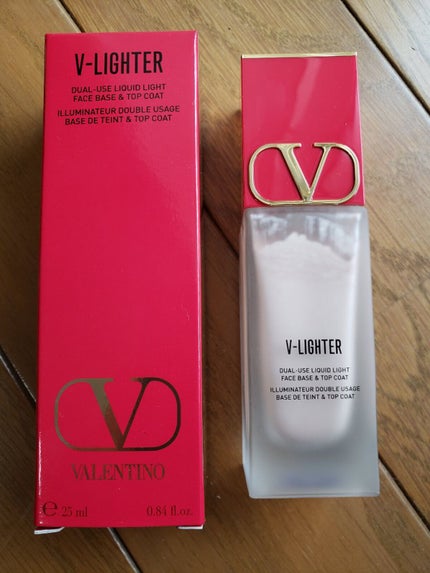 V-LIGHTER
DUAL-USE LIQUID LIGHT
FACE BASE & TOP COAT
ILLUMINATEUR DOUBLE USAGE
BASE DE TEINT & TOP COAT
V
VALENTINO
℮ 25 ml 0.84 fl.oz.
V
V-LIGHTER
DUAL-USE LIQUID LIGHT
FACE BASE & TOP COAT
ILLUMINATEUR DOUBLE USAGE
BASE DE TEINT & TOP COAT